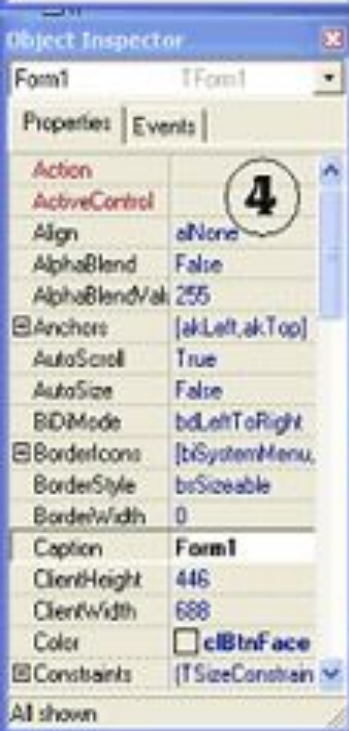 Object Inspector
Form1 TForm1
Properties Events
Action
ActiveControl
4
Align alNone
AlphaBlend False
AlphaBlendVal 255
Anchors [akLeft,akTop]
AutoScroll True
AutoSize False
BiDiMode bdLeftToRight
BorderIcons [biSystemMenu,
BorderStyle bsSizeable
BorderWidth 0
Caption Form1
ClientHeight 446
ClientWidth 688
Color clBtnFace
Constraints (TSizeConstrain
All shown